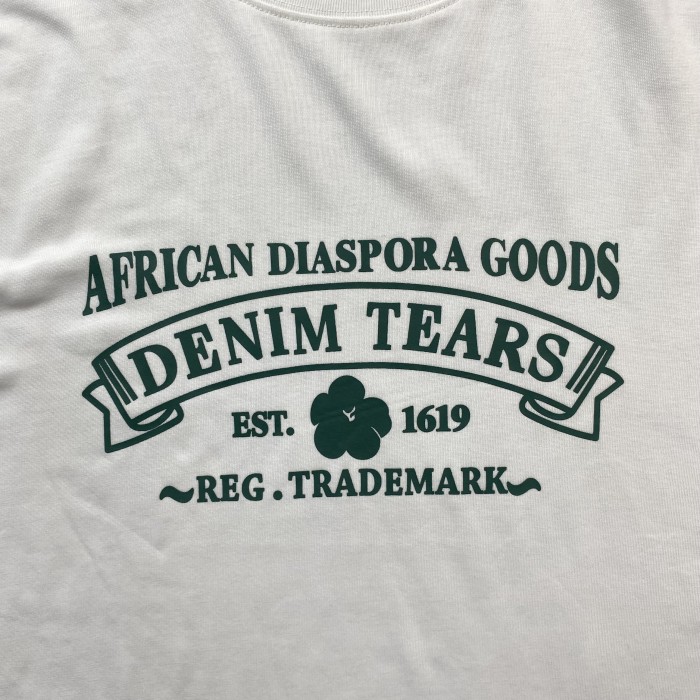 AFRICAN DIASPORA GOODS
DENIM TEARS
EST. 1619
~REG. TRADEMARK~